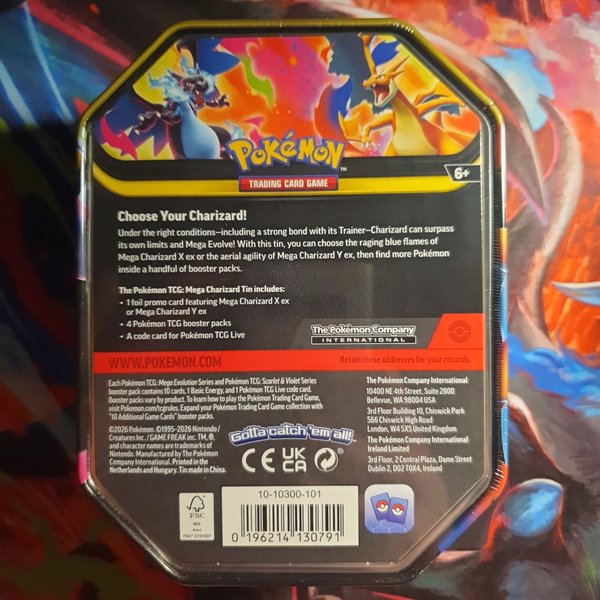 POKéMON
TRADING CARD GAME
6+
Choose Your Charizard!
Under the right conditions—including a strong bond with its Trainer—Charizard can surpass
its own limits and Mega Evolve! With this tin, you can choose the raging blue flames of
Mega Charizard X ex or the aerial agility of Mega Charizard Y ex, then find more Pokémon
inside a handful of booster packs.
The Pokémon TCG: Mega Charizard Tin includes:
• 1 foil promo card featuring Mega Charizard X ex
or Mega Charizard Y ex
• 4 Pokémon TCG booster packs
• A code card for Pokémon TCG Live
The Pokémon Company
INTERNATIONAL
WWW.POKEMON.COM
Retain these addresses for your records.
Each Pokémon TCG: Mega Evolution Series and Pokémon TCG: Scarlet & Violet Series
booster pack contains 10 cards, 1 Basic Energy, and 1 Pokémon TCG Live code card.
Booster packs vary by product. To learn how to play the Pokémon Trading Card Game,
visit Pokemon.com/tcgrules. Expand your Pokémon Trading Card Game collection with
"10 Additional Game Cards" booster packs.
©2026 Pokémon. ©1995-2026 Nintendo/
Creatures Inc./GAME FREAK inc. TM, ®,
and character names are trademarks of
Nintendo. Manufactured by The Pokémon
Company International. Printed in the
Netherlands and Hungary. Tin made in China.
Gotta catch 'em all!
CE UK
CA
The Pokémon Company International
10400 NE 4th Street, Suite 2800
Bellevue, WA 98004 USA
3rd Floor Building 10, Chiswick Park
566 Chiswick High Road
London, W4 5XS United Kingdom
The Pokémon Company International
Ireland Limited
3rd Floor, 2 Central Plaza, Dame Street
Dublin 2, D02 T0X4, Ireland
FSC
MIX
10-10300-101
0 196214 130791